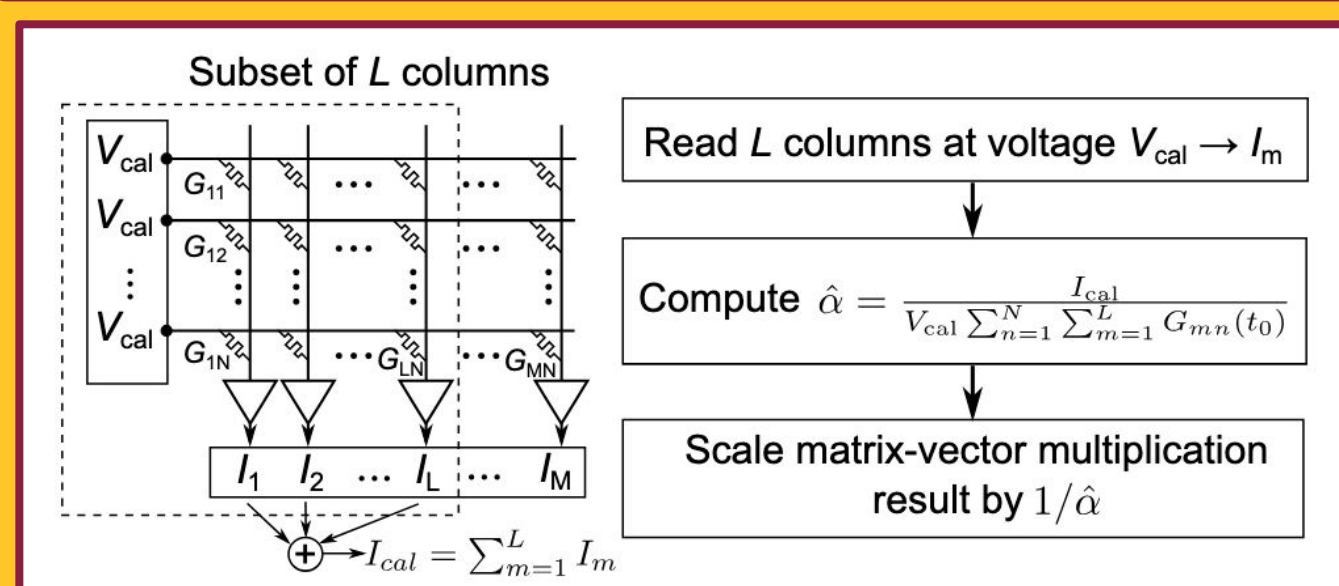 Subset of L columns
V_cal
G_11
V_cal
G_12
⋮
V_cal
G_1N ... G_LN ... G_MN
I_1 I_2 ... I_L ... I_M
+ → I_cal = ∑_{m=1}^{L} I_m
Read L columns at voltage V_cal → I_m
Compute α̂ = I_cal / (V_cal ∑_{n=1}^{N} ∑_{m=1}^{L} G_mn(t_0))
Scale matrix-vector multiplication
result by 1/α̂